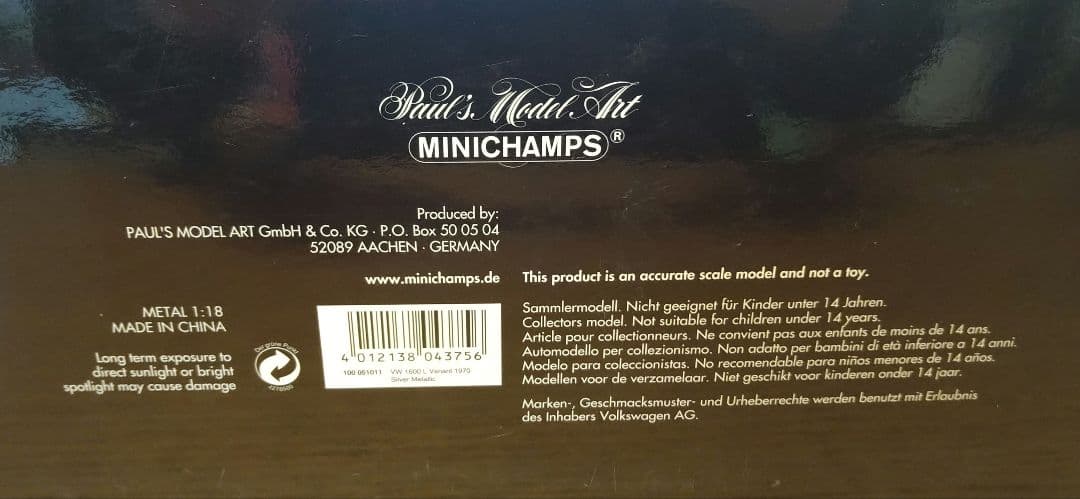 Paul's Model Art
MINICHAMPS®
Produced by:
PAUL'S MODEL ART GmbH & Co. KG · P.O. Box 50 05 04
52089 AACHEN · GERMANY
www.minichamps.de
METAL 1:18
MADE IN CHINA
Long term exposure to
direct sunlight or bright
spotlight may cause damage
Der grüne Punkt
4 012138 043756
100 051011 VW 1600 L Variant 1970
Silver Metallic
This product is an accurate scale model and not a toy.
Sammlermodell. Nicht geeignet für Kinder unter 14 Jahren.
Collectors model. Not suitable for children under 14 years.
Article pour collectionneurs. Ne convient pas aux enfants de moins de 14 ans.
Automodello per collezionismo. Non adatto per bambini di età inferiore a 14 anni.
Modelo para coleccionistas. No recomendable para niños menores de 14 años.
Modellen voor de verzamelaar. Niet geschikt voor kinderen onder 14 jaar.
Marken-, Geschmacksmuster- und Urheberrechte werden benutzt mit Erlaubnis
des Inhabers Volkswagen AG.